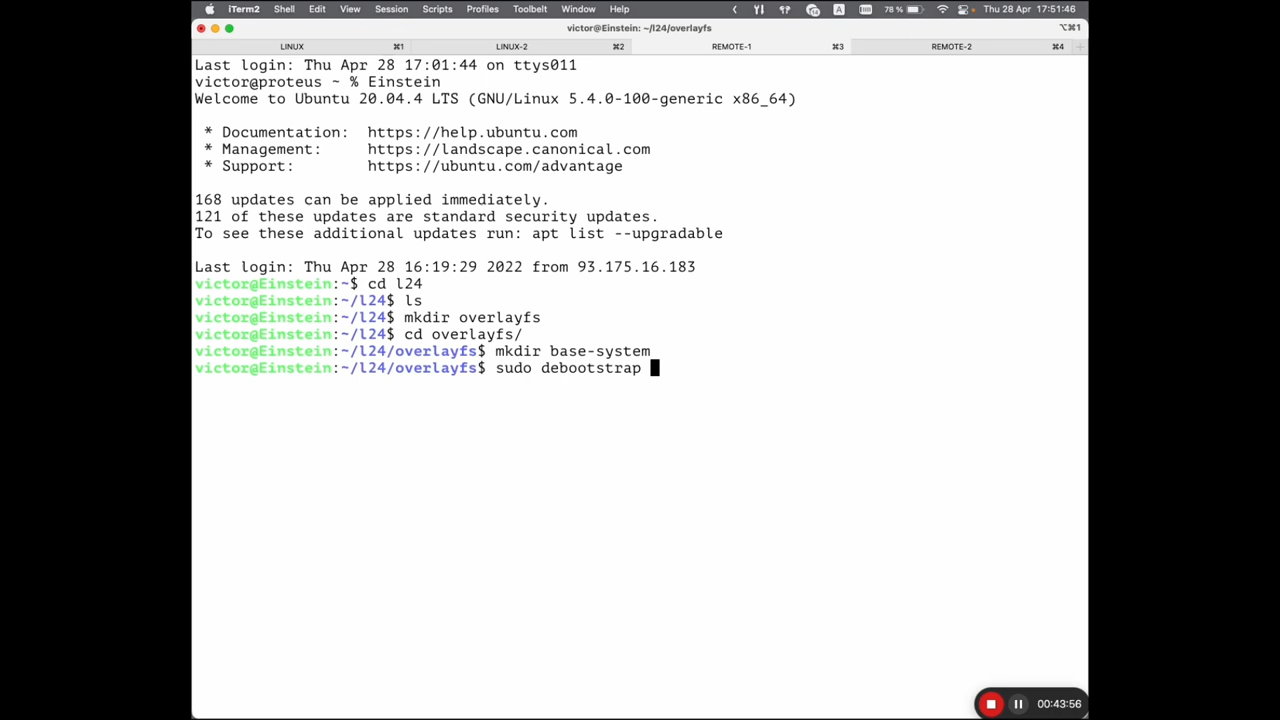 iTerm2 Shell Edit View Session Scripts Profiles Toolbelt Window Help 14 A 78 % Thu 28 Apr 17:51:46
victor@Einstein: ~/l24/overlayfs ⌥⌘1
LINUX ⌘1 LINUX-2 ⌘2 REMOTE-1 ⌘3 REMOTE-2 ⌘4 +
Last login: Thu Apr 28 17:01:44 on ttys011
victor@proteus ~ % Einstein
Welcome to Ubuntu 20.04.4 LTS (GNU/Linux 5.4.0-100-generic x86_64)
* Documentation:  https://help.ubuntu.com
* Management:     https://landscape.canonical.com
* Support:        https://ubuntu.com/advantage
168 updates can be applied immediately.
121 of these updates are standard security updates.
To see these additional updates run: apt list --upgradable
Last login: Thu Apr 28 16:19:29 2022 from 93.175.16.183
victor@Einstein:~$ cd l24
victor@Einstein:~/l24$ ls
victor@Einstein:~/l24$ mkdir overlayfs
victor@Einstein:~/l24$ cd overlayfs/
victor@Einstein:~/l24/overlayfs$ mkdir base-system
victor@Einstein:~/l24/overlayfs$ sudo debootstrap
00:43:56